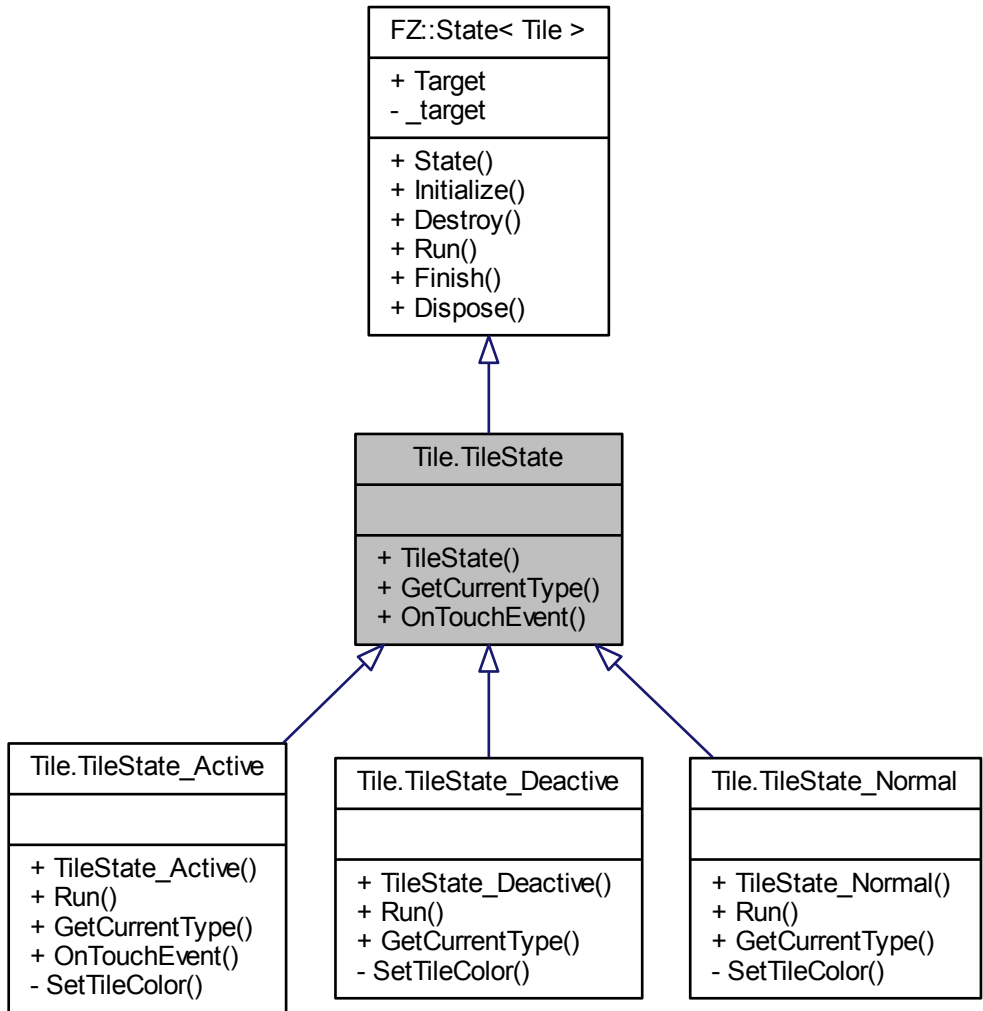 FZ::State< Tile >
+ Target
- _target
+ State()
+ Initialize()
+ Destroy()
+ Run()
+ Finish()
+ Dispose()
Tile.TileState
+ TileState()
+ GetCurrentType()
+ OnTouchEvent()
Tile.TileState_Active
+ TileState_Active()
+ Run()
+ GetCurrentType()
+ OnTouchEvent()
- SetTileColor()
Tile.TileState_Deactive
+ TileState_Deactive()
+ Run()
+ GetCurrentType()
- SetTileColor()
Tile.TileState_Normal
+ TileState_Normal()
+ Run()
+ GetCurrentType()
- SetTileColor()